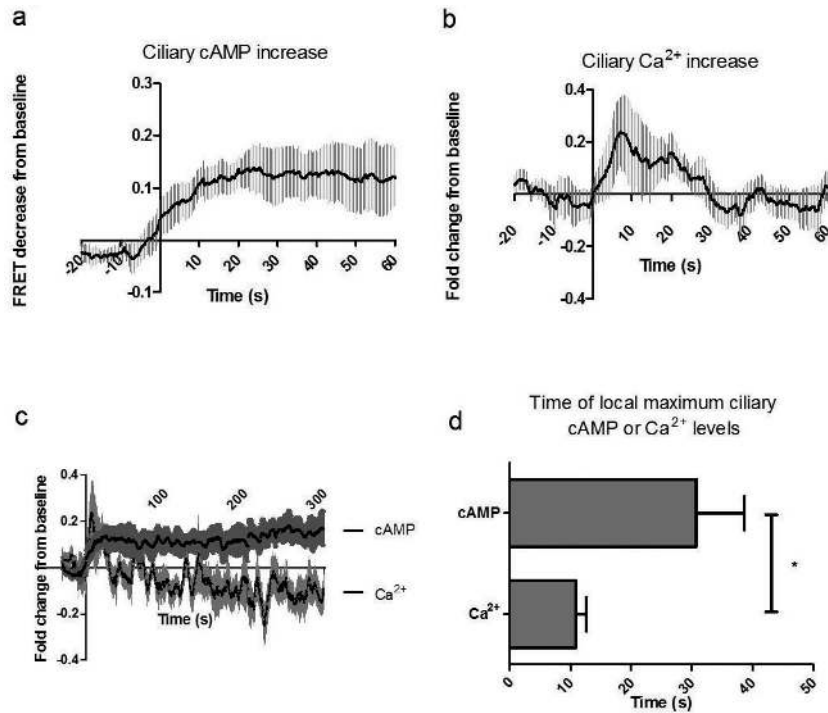 a
Ciliary cAMP increase
FRET decrease from baseline
0.3
0.2
0.1
-0.1
-20
-10
10
20
30
40
50
60
Time (s)
b
Ciliary Ca²⁺ increase
Fold change from baseline
0.4
0.2
-0.2
-0.4
-20
-10
10
20
30
40
50
60
Time (s)
c
Fold change from baseline
0.4
0.2
-0.2
-0.4
100
200
300
Time (s)
cAMP
Ca²⁺
d
Time of local maximum ciliary
cAMP or Ca²⁺ levels
cAMP
Ca²⁺
*
0
10
20
30
40
50
Time (s)